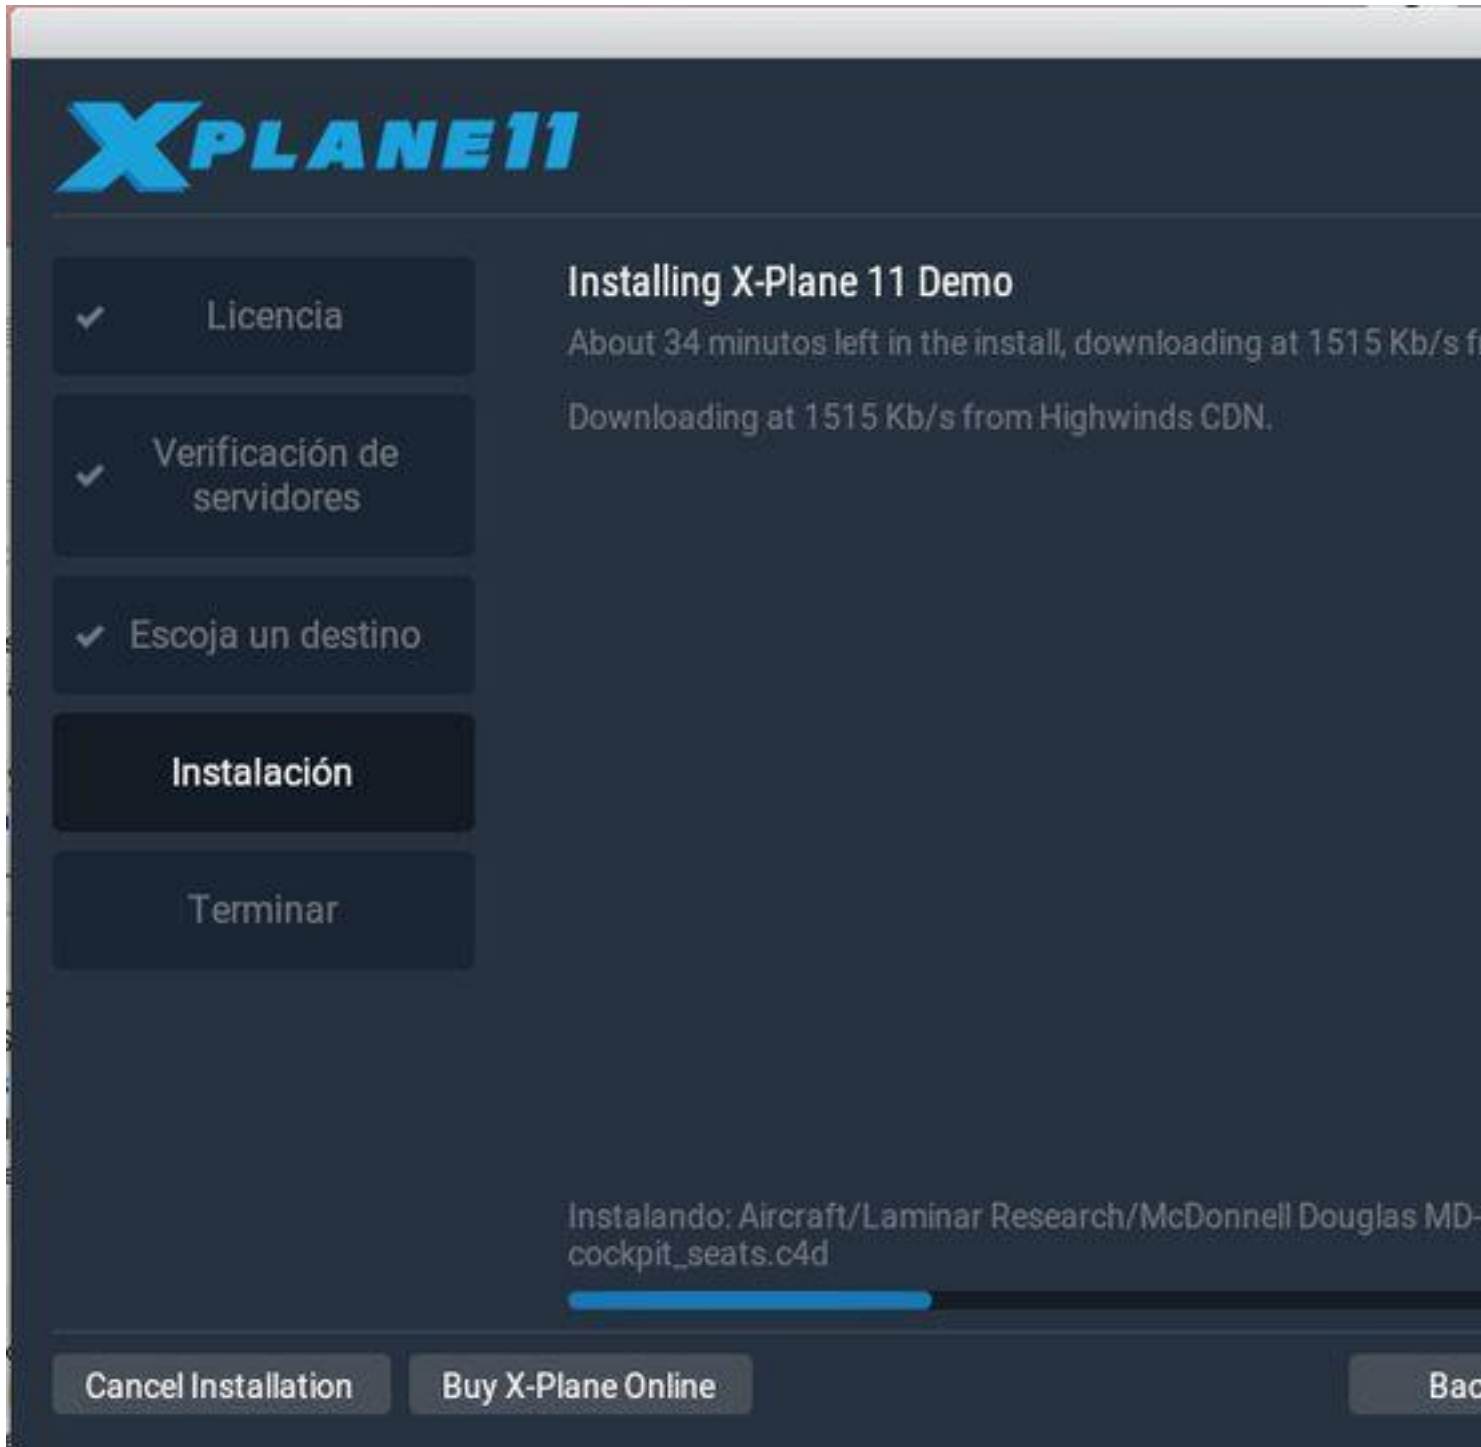 XPLANE11
Licencia
Verificación de
servidores
Escoja un destino
Instalación
Terminar
Installing X-Plane 11 Demo
About 34 minutos left in the install, downloading at 1515 Kb/s
Downloading at 1515 Kb/s from Highwinds CDN.
Instalando: Aircraft/Laminar Research/McDonnell Douglas MD-
cockpit_seats.c4d
Cancel Installation
Buy X-Plane Online